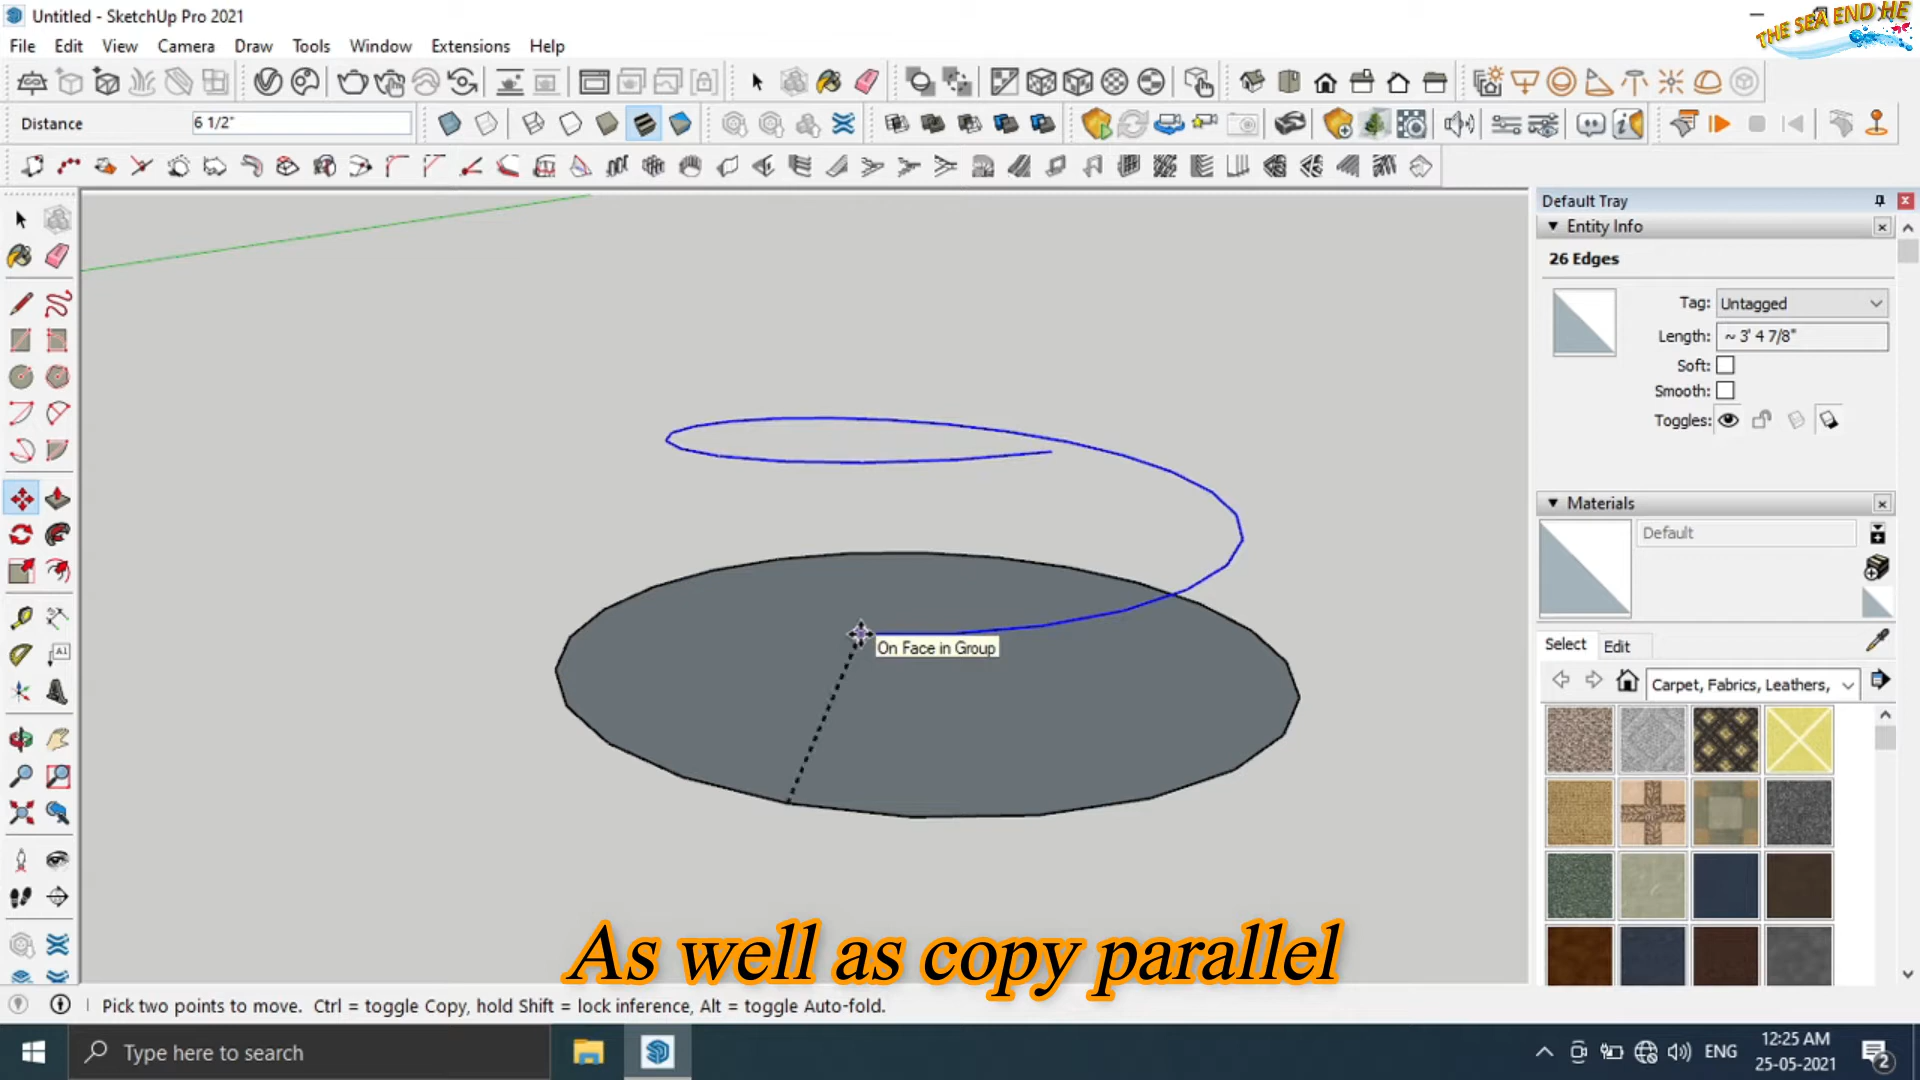 Untitled - SketchUp Pro 2021
THE SEA END HE
File Edit View Camera Draw Tools Window Extensions Help
Distance 6 1/2"
Default Tray
Entity Info
26 Edges
Tag: Untagged
Length: ~ 3' 4 7/8"
Soft:
Smooth:
Toggles:
Materials
Default
On Face in Group
Select Edit
Carpet, Fabrics, Leathers,
As well as copy parallel
Pick two points to move. Ctrl = toggle Copy, hold Shift = lock inference, Alt = toggle Auto-fold.
Type here to search
ENG
12:25 AM
25-05-2021
2